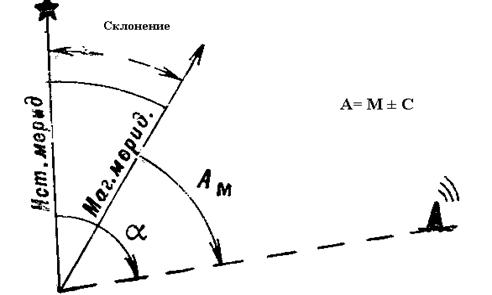 Склонение
A= M ± C
Ист. мерид
Маг. мерид.
Aм
α